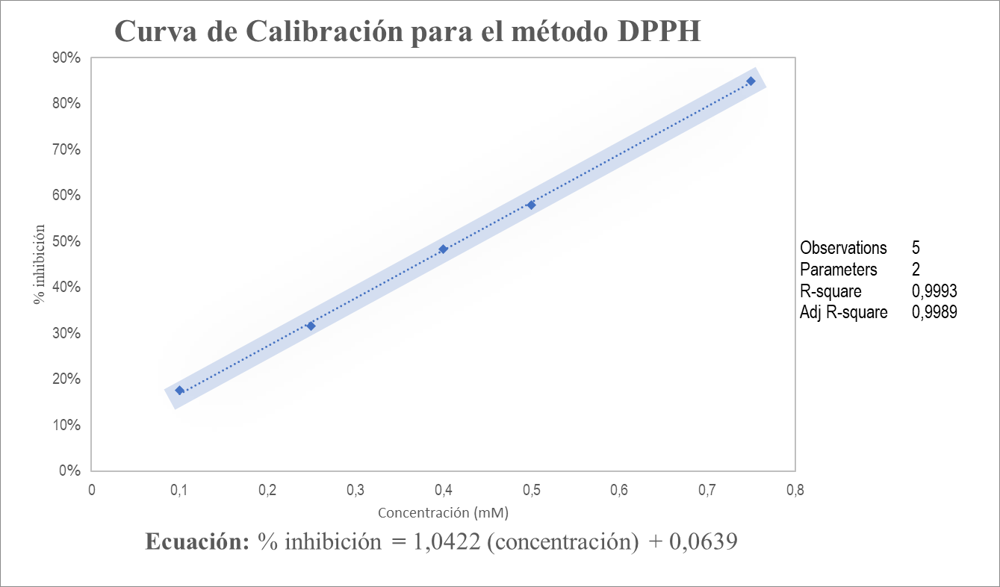 Curva de Calibración para el método DPPH
90%
80%
70%
60%
50%
40%
30%
20%
10%
0%
% inhibición
0 0,1 0,2 0,3 0,4 0,5 0,6 0,7 0,8
Concentración (mM)
Observations 5
Parameters 2
R-square 0,9993
Adj R-square 0,9989
Ecuación: % inhibición = 1,0422 (concentración) + 0,0639